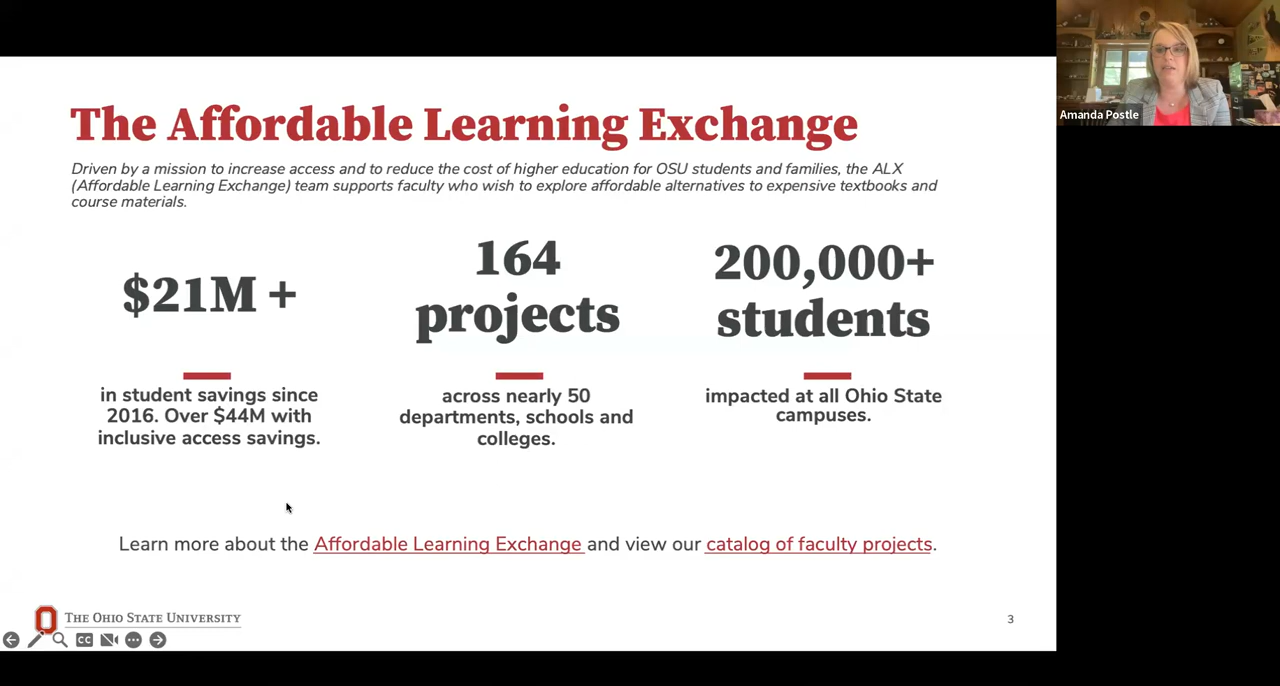 The Affordable Learning Exchange
Driven by a mission to increase access and to reduce the cost of higher education for OSU students and families, the ALX
(Affordable Learning Exchange) team supports faculty who wish to explore affordable alternatives to expensive textbooks and
course materials.
$21M +
in student savings since
2016. Over $44M with
inclusive access savings.
164
projects
across nearly 50
departments, schools and
colleges.
200,000+
students
impacted at all Ohio State
campuses.
Learn more about the Affordable Learning Exchange and view our catalog of faculty projects.
THE OHIO STATE UNIVERSITY
3
CC
Amanda Postle